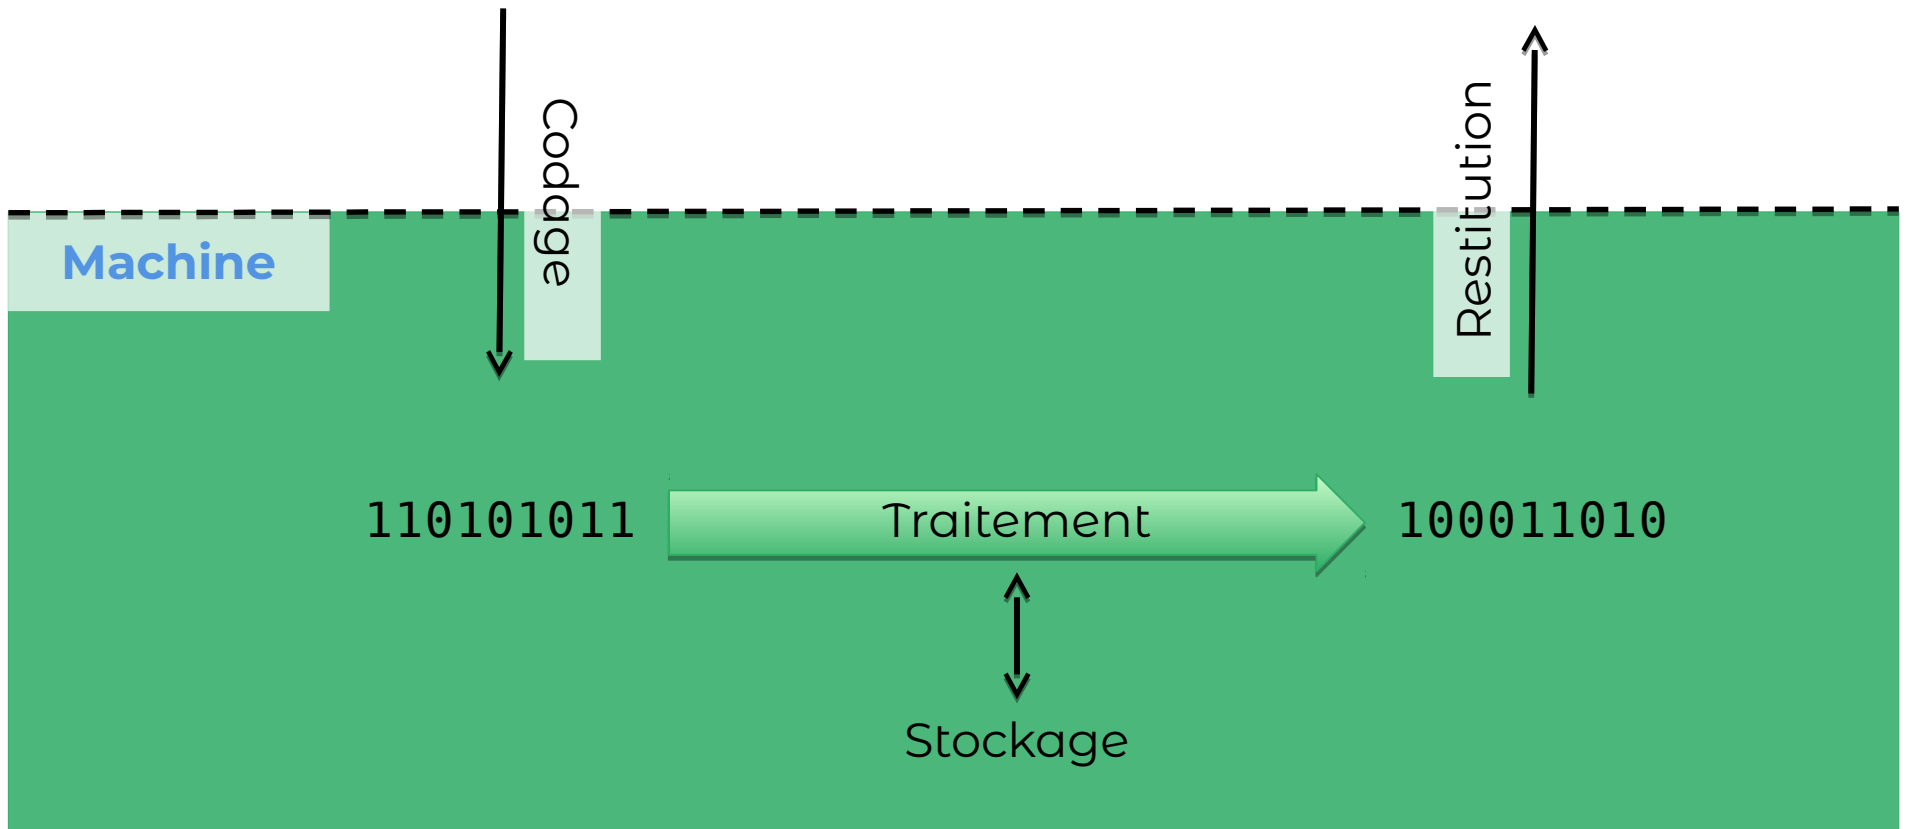 Codage
Restitution
Machine
110101011
Traitement
100011010
Stockage